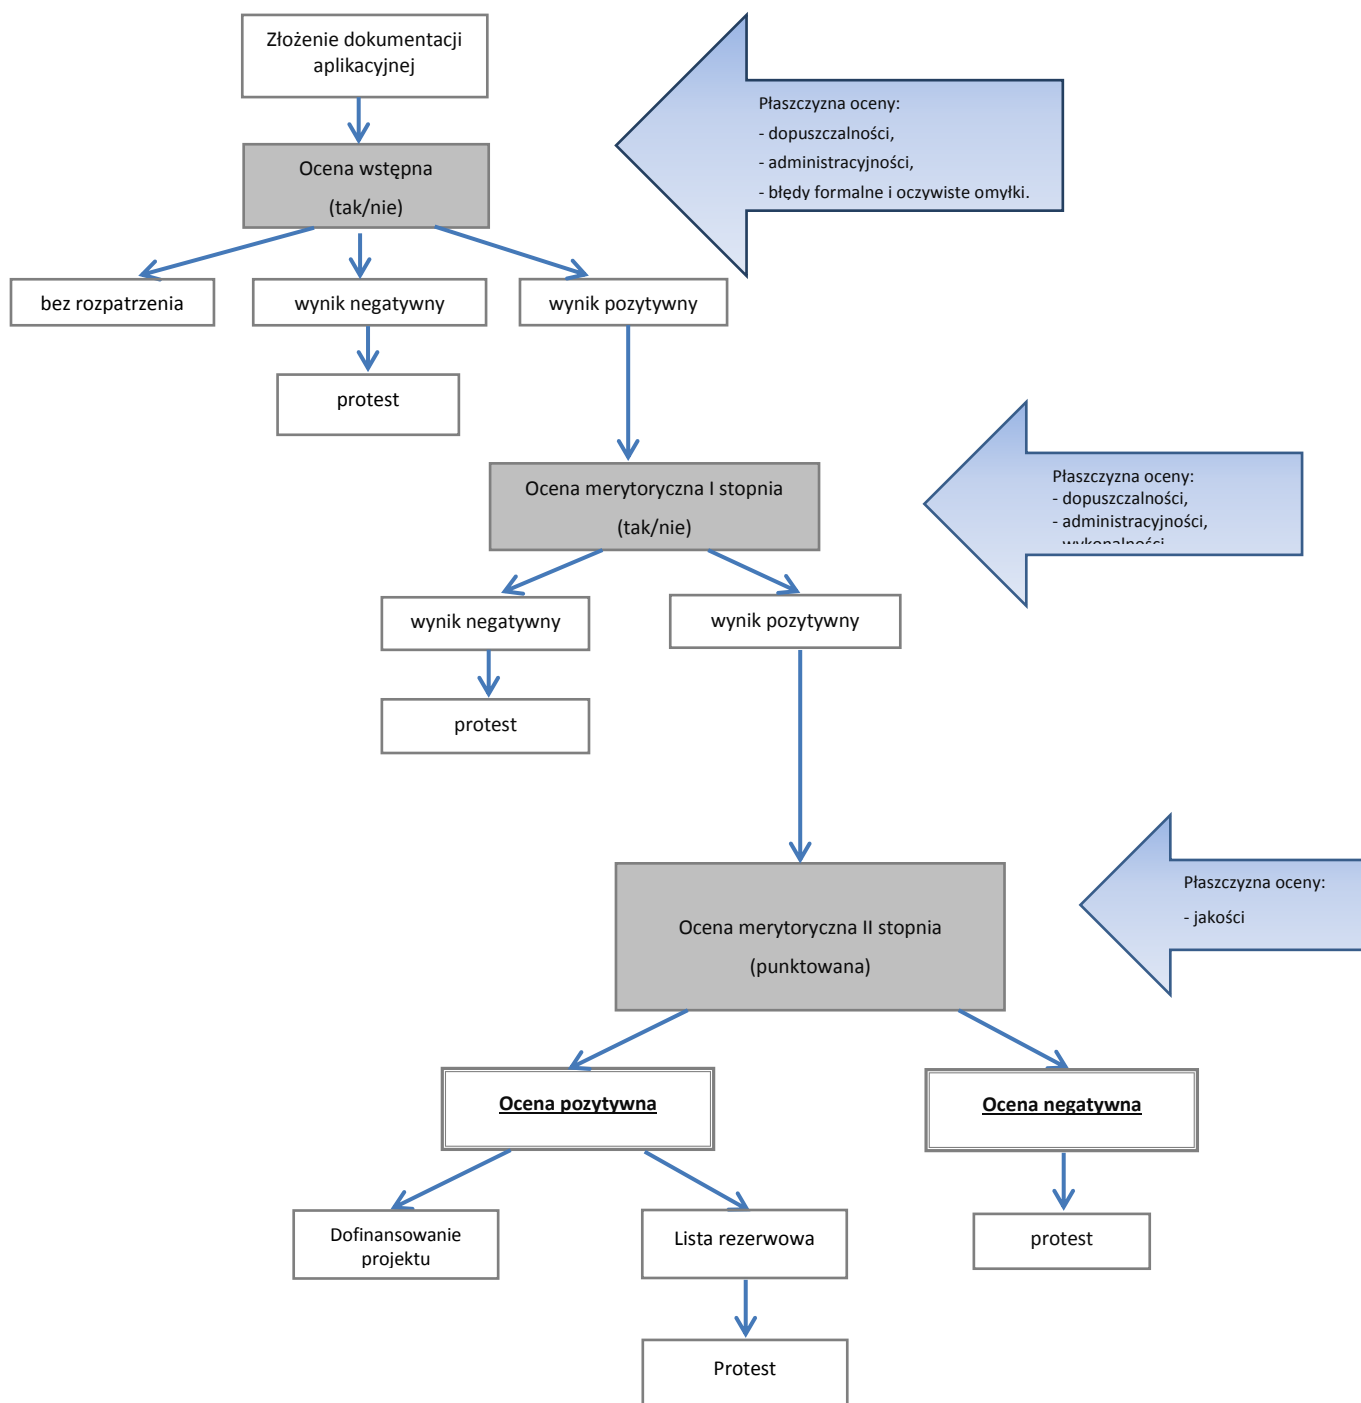 Złożenie dokumentacji
aplikacyjnej
Płaszczyzna oceny:
- dopuszczalności,
- administracyjności,
- błędy formalne i oczywiste omyłki.
Ocena wstępna
(tak/nie)
bez rozpatrzenia
wynik negatywny
wynik pozytywny
protest
Ocena merytoryczna I stopnia
(tak/nie)
Płaszczyzna oceny:
- dopuszczalności,
- administracyjności,
- wykonalności
wynik negatywny
wynik pozytywny
protest
Ocena merytoryczna II stopnia
(punktowana)
Płaszczyzna oceny:
- jakości
Ocena pozytywna
Ocena negatywna
Dofinansowanie
projektu
Lista rezerwowa
protest
Protest